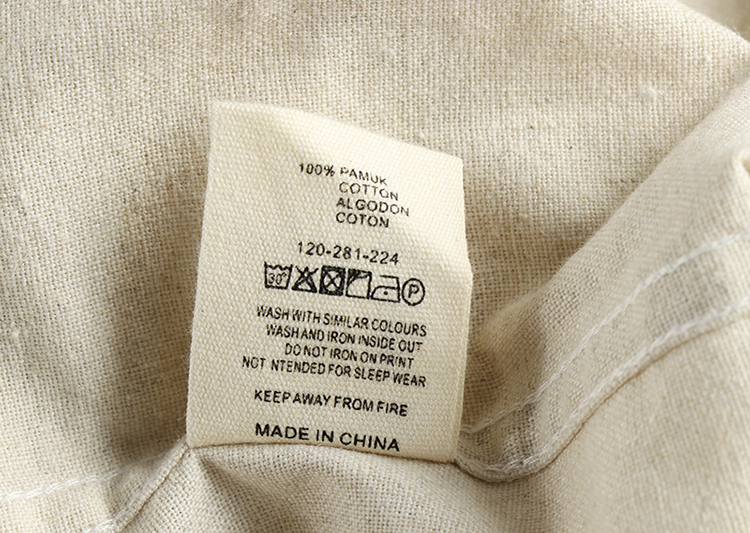 100% PAMUK
COTTON
ALGODON
COTON
120-281-224
30° P
WASH WITH SIMILAR COLOURS
WASH AND IRON INSIDE OUT
DO NOT IRON ON PRINT
NOT NTENDED FOR SLEEP WEAR
KEEP AWAY FROM FIRE
MADE IN CHINA